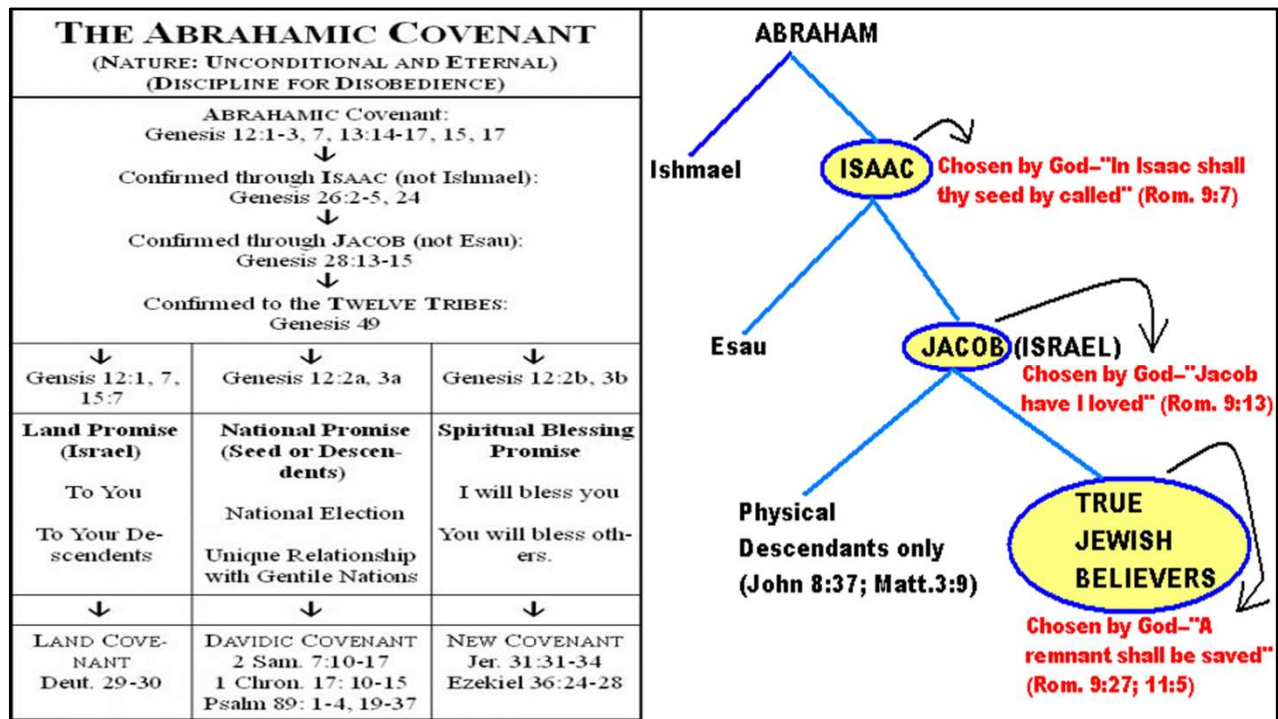 THE ABRAHAMIC COVENANT
(NATURE: UNCONDITIONAL AND ETERNAL)
(DISCIPLINE FOR DISOBEDIENCE)
ABRAHAMIC Covenant:
Genesis 12:1-3, 7, 13:14-17, 15, 17
↓
Confirmed through ISAAC (not Ishmael):
Genesis 26:2-5, 24
↓
Confirmed through JACOB (not Esau):
Genesis 28:13-15
↓
Confirmed to the TWELVE TRIBES:
Genesis 49
↓
Gensis 12:1, 7,
15:7
Land Promise
(Israel)
To You
To Your De-
scendents
↓
LAND COVE-
NANT
Deut. 29-30
↓
Genesis 12:2a, 3a
National Promise
(Seed or Descen-
dents)
National Election
Unique Relationship
with Gentile Nations
↓
DAVIDIC COVENANT
2 Sam. 7:10-17
1 Chron. 17: 10-15
Psalm 89: 1-4, 19-37
↓
Genesis 12:2b, 3b
Spiritual Blessing
Promise
I will bless you
You will bless oth-
ers.
↓
NEW COVENANT
Jer. 31:31-34
Ezekiel 36:24-28
ABRAHAM
Ishmael
ISAAC
Chosen by God-"In Isaac shall
thy seed by called" (Rom. 9:7)
Esau
JACOB (ISRAEL)
Chosen by God-"Jacob
have I loved" (Rom. 9:13)
Physical
Descendants only
(John 8:37; Matt.3:9)
TRUE
JEWISH
BELIEVERS
Chosen by God-"A
remnant shall be saved"
(Rom. 9:27; 11:5)